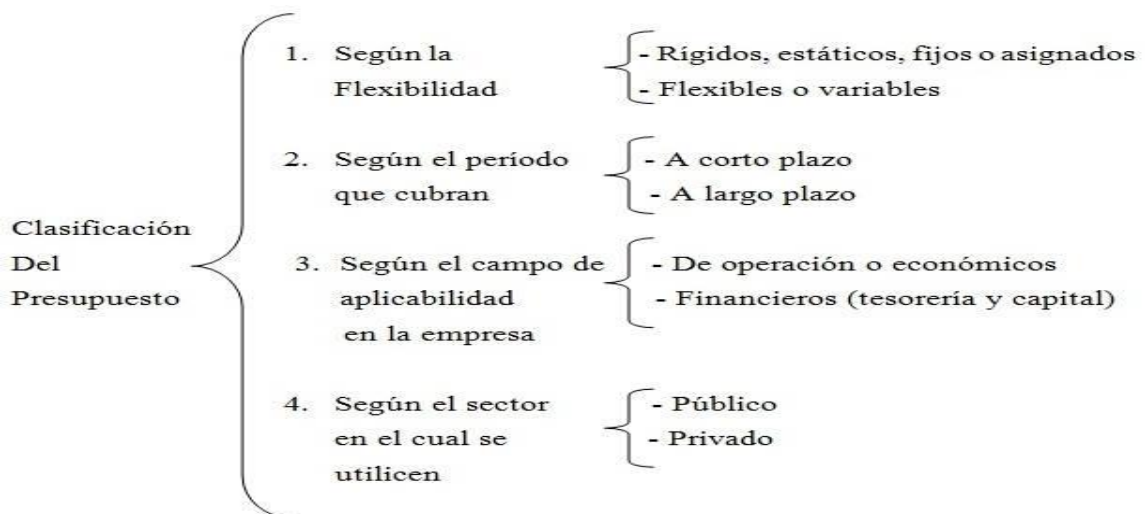 Clasificación
Del
Presupuesto
1. Según la
Flexibilidad
- Rígidos, estáticos, fijos o asignados
- Flexibles o variables
2. Según el período
que cubran
- A corto plazo
- A largo plazo
3. Según el campo de
aplicabilidad
en la empresa
- De operación o económicos
- Financieros (tesorería y capital)
4. Según el sector
en el cual se
utilicen
- Público
- Privado